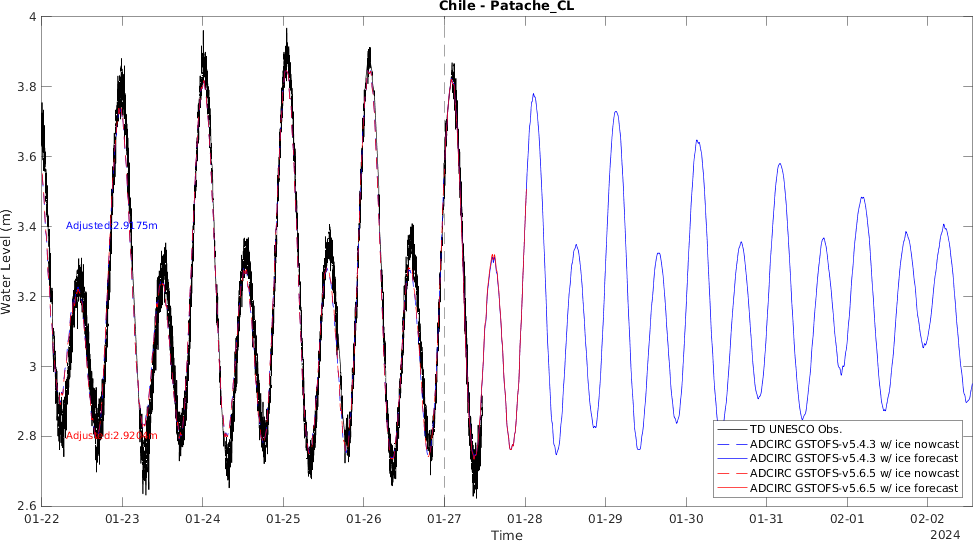 Chile - Patache_CL
4
3.8
3.6
3.4
3.2
3
2.8
2.6
Water Level (m)
Adjusted:2.9175m
01-22
01-23
01-24
01-25
01-26
01-27
01-28
01-29
01-30
01-31
02-01
02-02
2024
Time
TD UNESCO Obs.
ADCIRC GSTOFS-v5.4.3 w/ ice nowcast
ADCIRC GSTOFS-v5.4.3 w/ ice forecast
ADCIRC GSTOFS-v5.6.5 w/ ice nowcast
ADCIRC GSTOFS-v5.6.5 w/ ice forecast